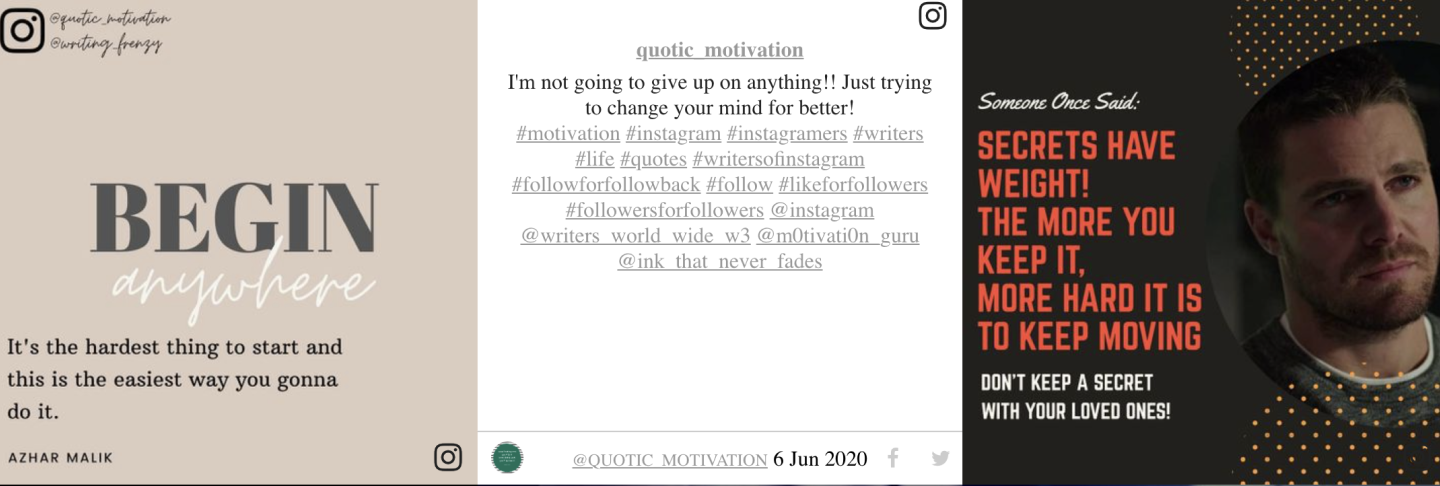 @quotic_motivation
@writing_frenzy
BEGIN
anywhere
It's the hardest thing to start and
this is the easiest way you gonna
do it.
AZHAR MALIK
quotic_motivation
I'm not going to give up on anything!! Just trying
to change your mind for better!
#motivation #instagram #instagramers #writers
#life #quotes #writersofinstagram
#followforfollowback #follow #likeforfollowers
#followersforfollowers @instagram
@writers_world_wide_w3 @m0tivati0n_guru
@ink_that_never_fades
@QUOTIC_MOTIVATION 6 Jun 2020
Someone Once Said:
SECRETS HAVE
WEIGHT!
THE MORE YOU
KEEP IT,
MORE HARD IT IS
TO KEEP MOVING
DON'T KEEP A SECRET
WITH YOUR LOVED ONES!